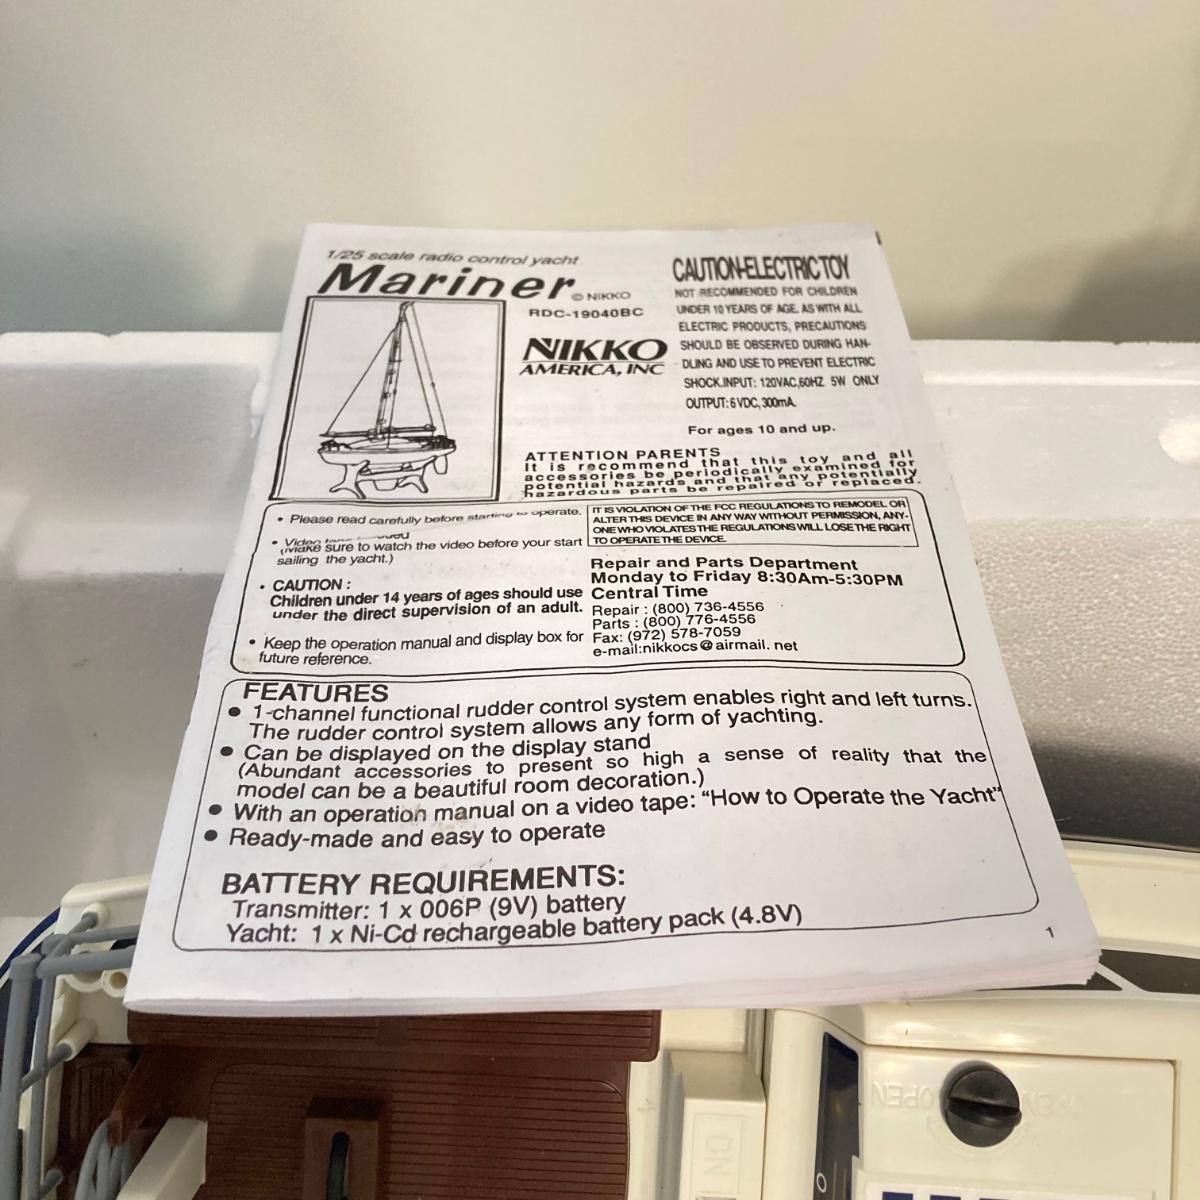 1/25 scale radio control yacht
Mariner
© NIKKO
RDC-19040BC
NIKKO
AMERICA, INC
CAUTION-ELECTRIC TOY
NOT RECOMMENDED FOR CHILDREN
UNDER 10 YEARS OF AGE. AS WITH ALL
ELECTRIC PRODUCTS, PRECAUTIONS
SHOULD BE OBSERVED DURING HAN-
DLING AND USE TO PREVENT ELECTRIC
SHOCK.INPUT: 120VAC,60HZ 5W ONLY
OUTPUT: 6 VDC, 300mA.
For ages 10 and up.
ATTENTION PARENTS
It is recommend that this toy and all
accessories be periodically examined for
potential hazards and that any potentially
hazardous parts be repaired or replaced.
• Please read carefully before starting to operate.
• Video
(Make sure to watch the video before your start
sailing the yacht.)
• CAUTION :
Children under 14 years of ages should use
under the direct supervision of an adult.
• Keep the operation manual and display box for
future reference.
IT IS VIOLATION OF THE FCC REGULATIONS TO REMODEL OR
ALTER THIS DEVICE IN ANY WAY WITHOUT PERMISSION, ANY-
ONE WHO VIOLATES THE REGULATIONS WILL LOSE THE RIGHT
TO OPERATE THE DEVICE.
Repair and Parts Department
Monday to Friday 8:30Am-5:30PM
Central Time
Repair : (800) 736-4556
Parts : (800) 776-4556
Fax: (972) 578-7059
e-mail:nikkocs@airmail. net
FEATURES
● 1-channel functional rudder control system enables right and left turns.
The rudder control system allows any form of yachting.
● Can be displayed on the display stand
(Abundant accessories to present so high a sense of reality that the
model can be a beautiful room decoration.)
● With an operation manual on a video tape: “How to Operate the Yacht”
● Ready-made and easy to operate
BATTERY REQUIREMENTS:
Transmitter: 1 x 006P (9V) battery
Yacht: 1 x Ni-Cd rechargeable battery pack (4.8V)
1
OPEN
OPEN
ON